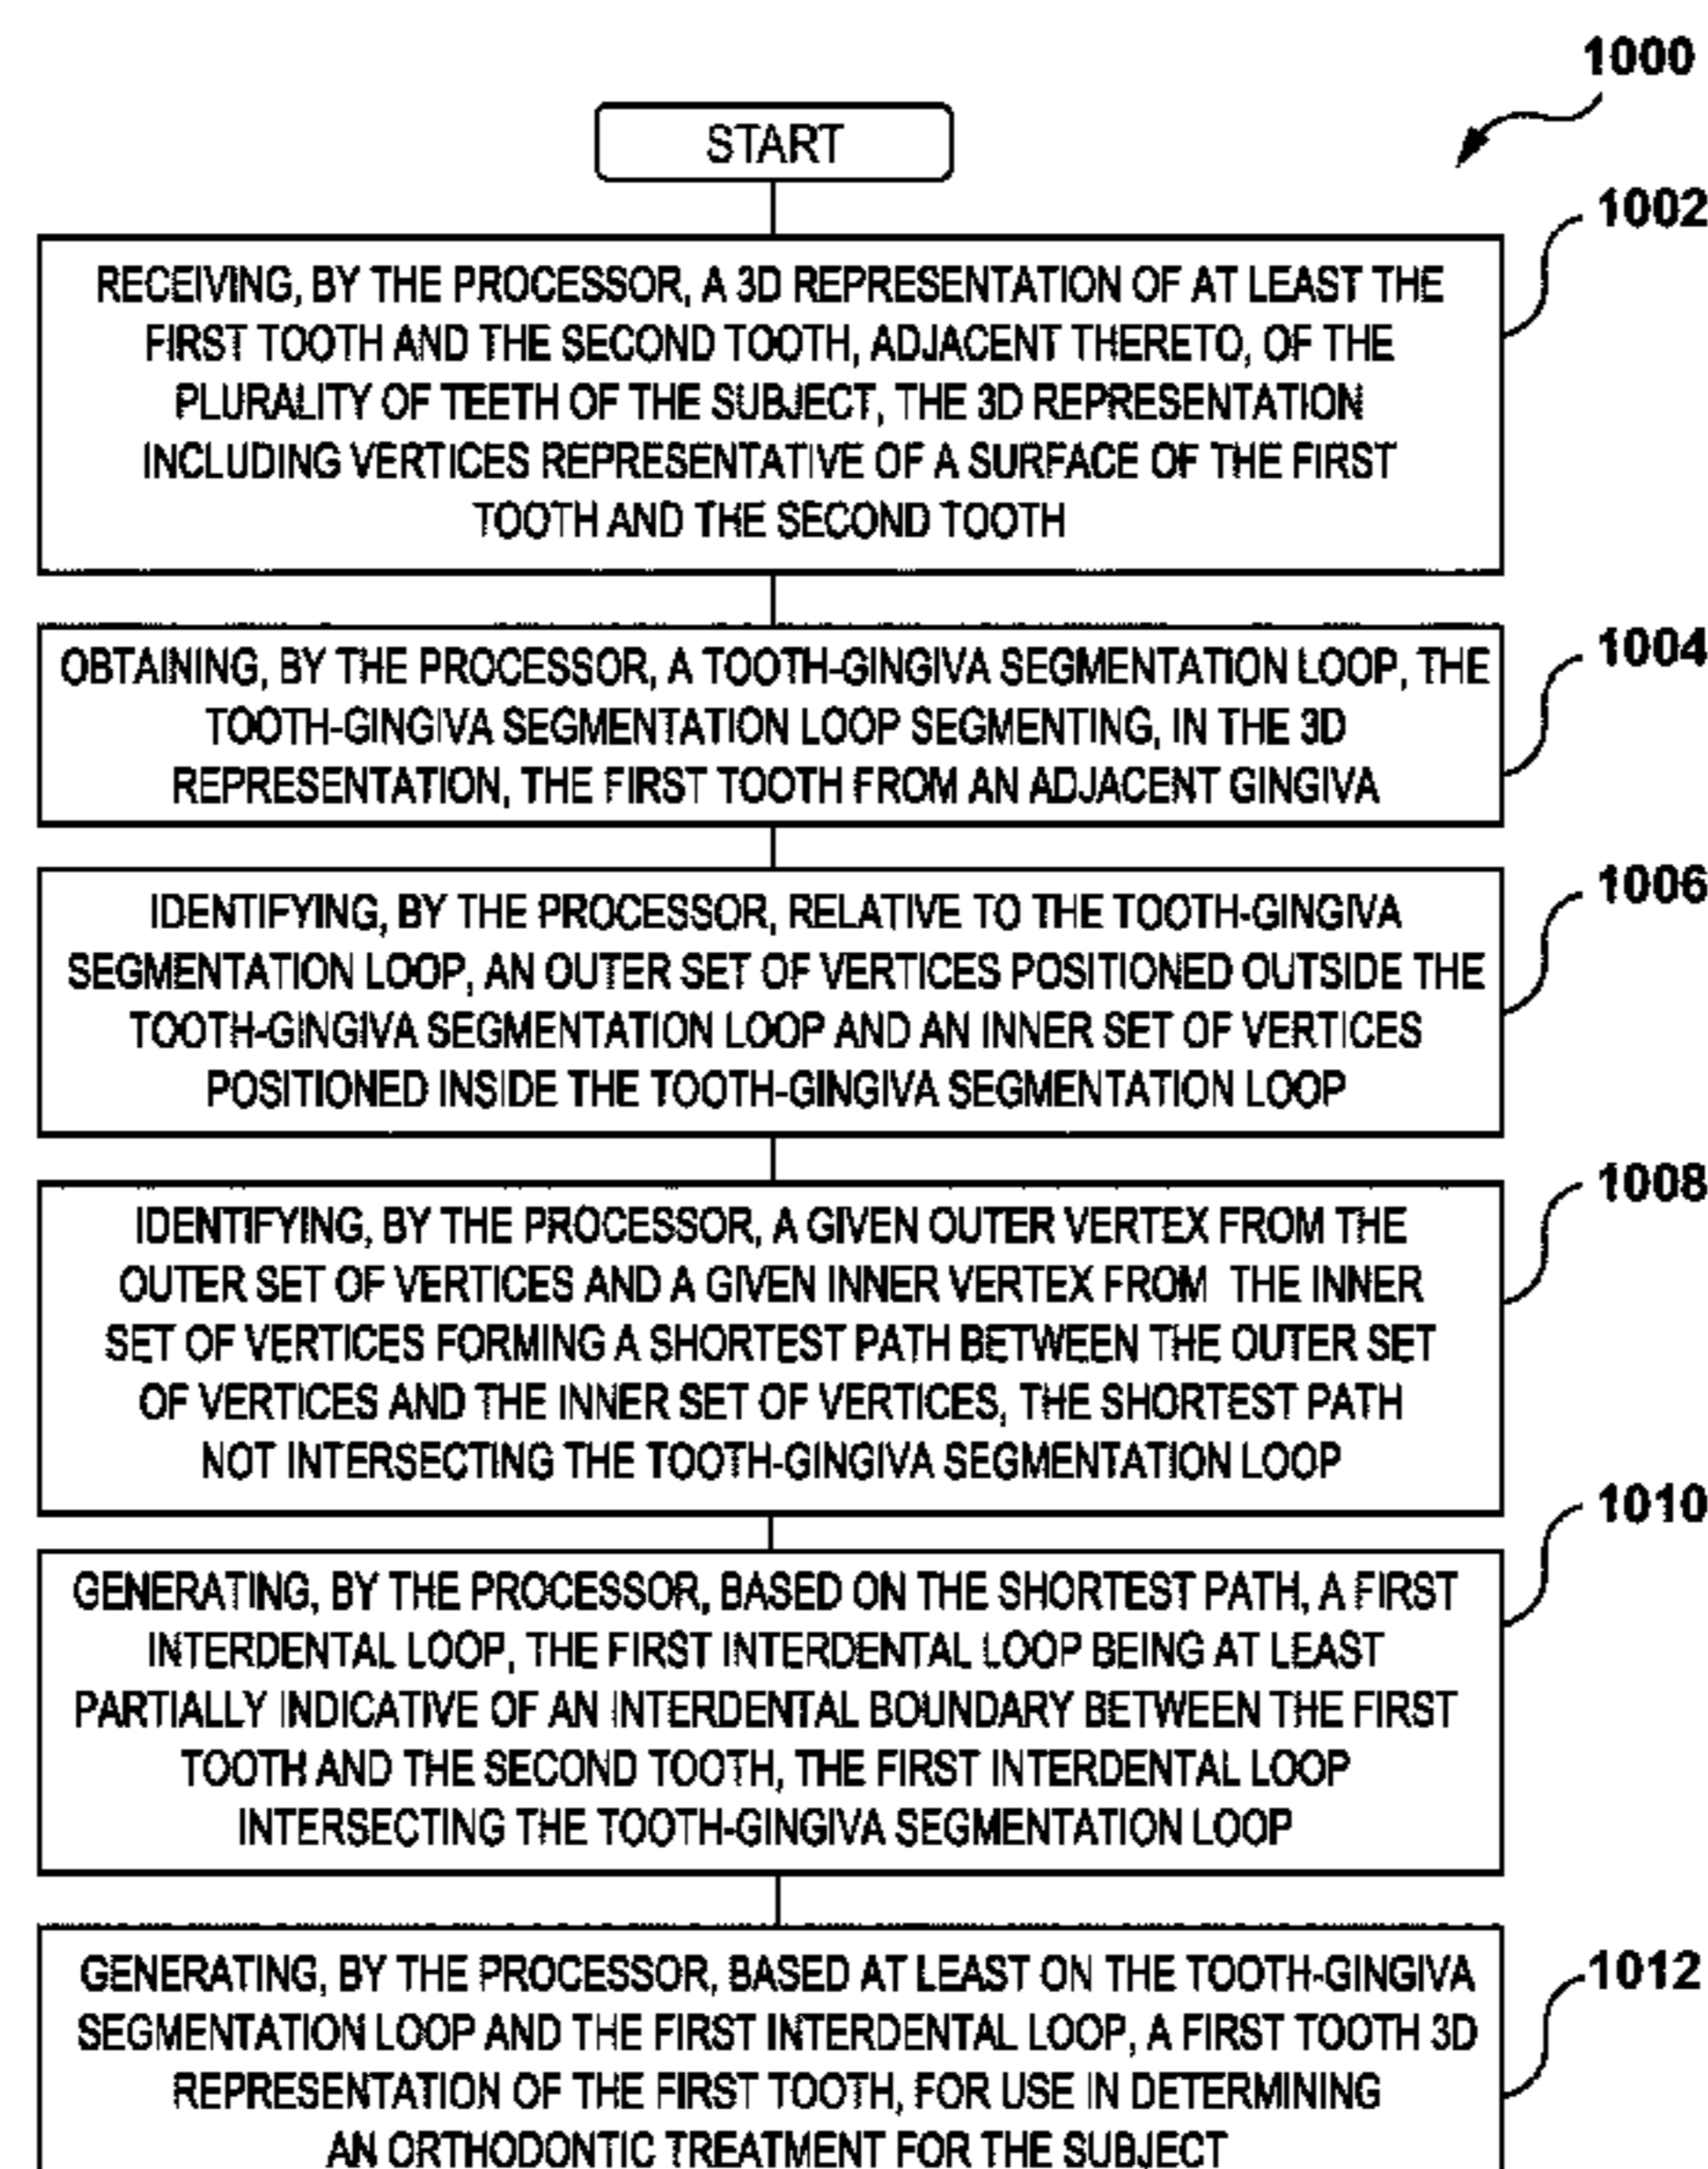 1000
START
1002
RECEIVING, BY THE PROCESSOR, A 3D REPRESENTATION OF AT LEAST THE
FIRST TOOTH AND THE SECOND TOOTH, ADJACENT THERETO, OF THE
PLURALITY OF TEETH OF THE SUBJECT, THE 3D REPRESENTATION
INCLUDING VERTICES REPRESENTATIVE OF A SURFACE OF THE FIRST
TOOTH AND THE SECOND TOOTH
1004
OBTAINING, BY THE PROCESSOR, A TOOTH-GINGIVA SEGMENTATION LOOP, THE
TOOTH-GINGIVA SEGMENTATION LOOP SEGMENTING, IN THE 3D
REPRESENTATION, THE FIRST TOOTH FROM AN ADJACENT GINGIVA
1006
IDENTIFYING, BY THE PROCESSOR, RELATIVE TO THE TOOTH-GINGIVA
SEGMENTATION LOOP, AN OUTER SET OF VERTICES POSITIONED OUTSIDE THE
TOOTH-GINGIVA SEGMENTATION LOOP AND AN INNER SET OF VERTICES
POSITIONED INSIDE THE TOOTH-GINGIVA SEGMENTATION LOOP
1008
IDENTIFYING, BY THE PROCESSOR, A GIVEN OUTER VERTEX FROM THE
OUTER SET OF VERTICES AND A GIVEN INNER VERTEX FROM THE INNER
SET OF VERTICES FORMING A SHORTEST PATH BETWEEN THE OUTER SET
OF VERTICES AND THE INNER SET OF VERTICES, THE SHORTEST PATH
NOT INTERSECTING THE TOOTH-GINGIVA SEGMENTATION LOOP
1010
GENERATING, BY THE PROCESSOR, BASED ON THE SHORTEST PATH, A FIRST
INTERDENTAL LOOP, THE FIRST INTERDENTAL LOOP BEING AT LEAST
PARTIALLY INDICATIVE OF AN INTERDENTAL BOUNDARY BETWEEN THE FIRST
TOOTH AND THE SECOND TOOTH, THE FIRST INTERDENTAL LOOP
INTERSECTING THE TOOTH-GINGIVA SEGMENTATION LOOP
1012
GENERATING, BY THE PROCESSOR, BASED AT LEAST ON THE TOOTH-GINGIVA
SEGMENTATION LOOP AND THE FIRST INTERDENTAL LOOP, A FIRST TOOTH 3D
REPRESENTATION OF THE FIRST TOOTH, FOR USE IN DETERMINING
AN ORTHODONTIC TREATMENT FOR THE SUBJECT